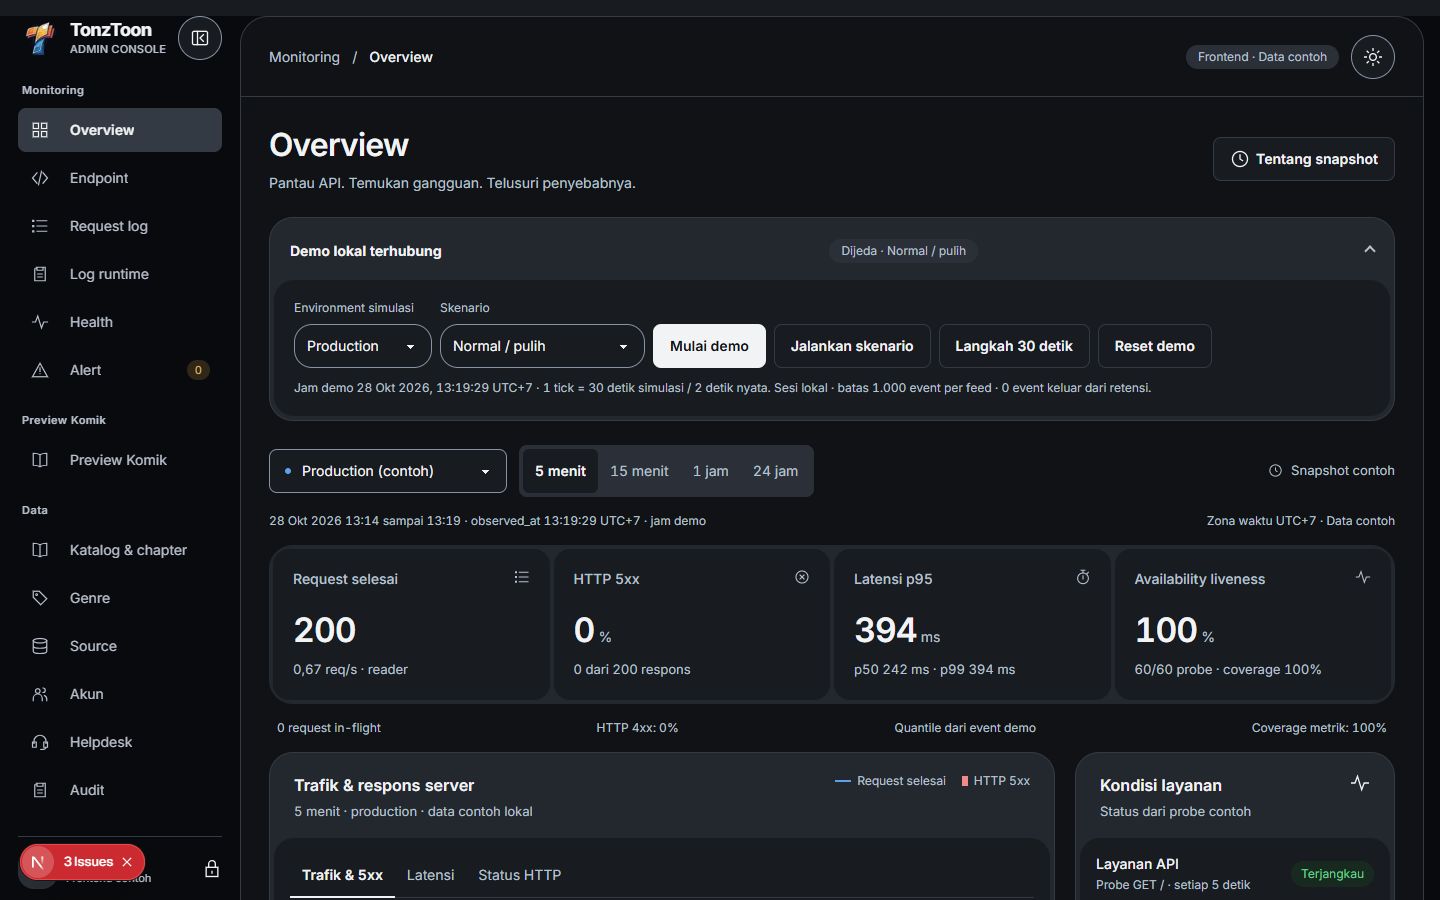 TonzToon
ADMIN CONSOLE
Monitoring
Overview
Endpoint
Request log
Log runtime
Health
Alert
0
Preview Komik
Preview Komik
Data
Katalog & chapter
Genre
Source
Akun
Helpdesk
Audit
N
3 Issues
Monitoring / Overview
Frontend · Data contoh
Overview
Pantau API. Temukan gangguan. Telusuri penyebabnya.
Tentang snapshot
Demo lokal terhubung
Dijeda · Normal / pulih
Environment simulasi
Skenario
Production
Normal / pulih
Mulai demo
Jalankan skenario
Langkah 30 detik
Reset demo
Jam demo 28 Okt 2026, 13:19:29 UTC+7 · 1 tick = 30 detik simulasi / 2 detik nyata. Sesi lokal · batas 1.000 event per feed · 0 event keluar dari retensi.
Production (contoh)
5 menit
15 menit
1 jam
24 jam
Snapshot contoh
28 Okt 2026 13:14 sampai 13:19 · observed_at 13:19:29 UTC+7 · jam demo
Zona waktu UTC+7 · Data contoh
Request selesai
200
0,67 req/s · reader
HTTP 5xx
0 %
0 dari 200 respons
Latensi p95
394 ms
p50 242 ms · p99 394 ms
Availability liveness
100 %
60/60 probe · coverage 100%
0 request in-flight
HTTP 4xx: 0%
Quantile dari event demo
Coverage metrik: 100%
Trafik & respons server
5 menit · production · data contoh lokal
Request selesai
HTTP 5xx
Trafik & 5xx
Latensi
Status HTTP
Kondisi layanan
Status dari probe contoh
Layanan API
Probe GET / · setiap 5 detik
Terjangkau